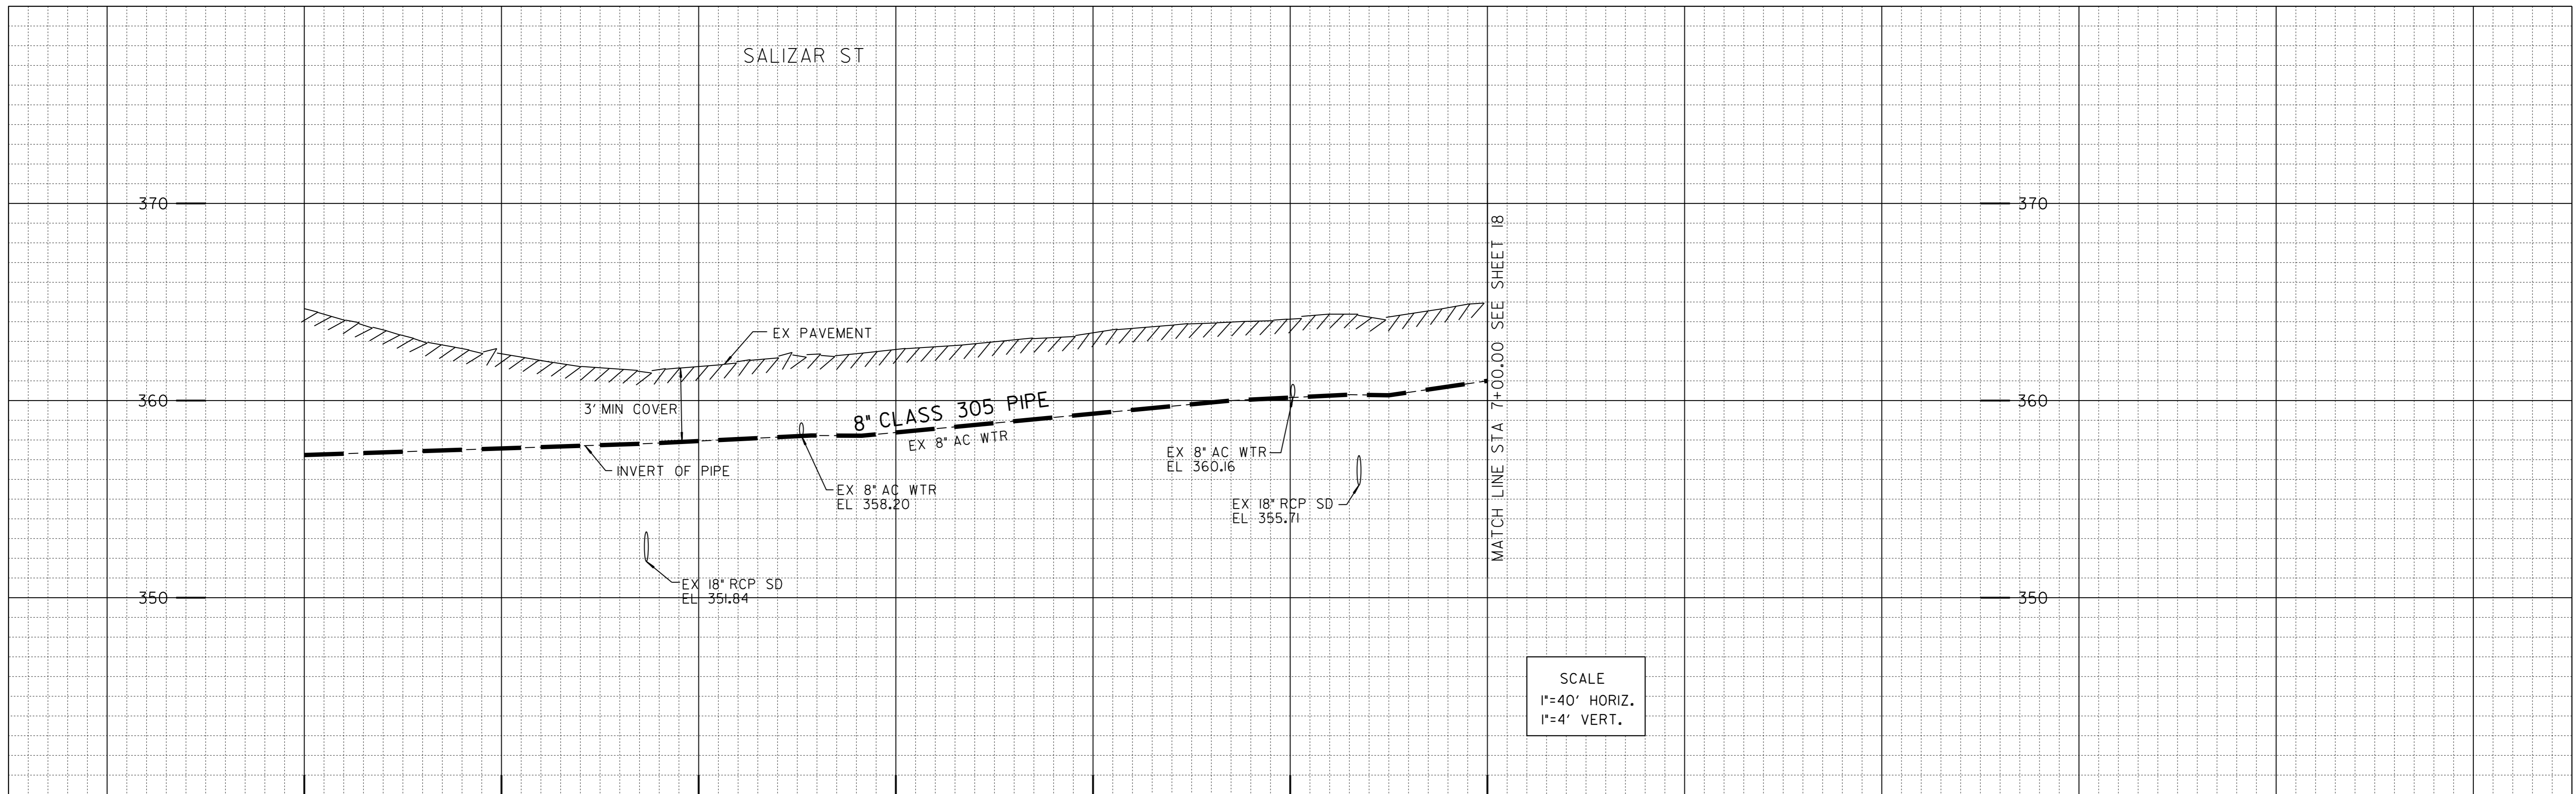 SALIZAR ST
370
370
EX PAVEMENT
3' MIN COVER
360
8" CLASS 305 PIPE
EX 8" AC WTR
360
INVERT OF PIPE
EX 8" AC WTR
EL 358.20
EX 8" AC WTR
EL 360.16
EX 18" RCP SD
EL 355.71
MATCH LINE STA 7+00.00 SEE SHEET 18
EX 18" RCP SD
EL 351.84
350
350
SCALE
1"=40' HORIZ.
1"=4' VERT.